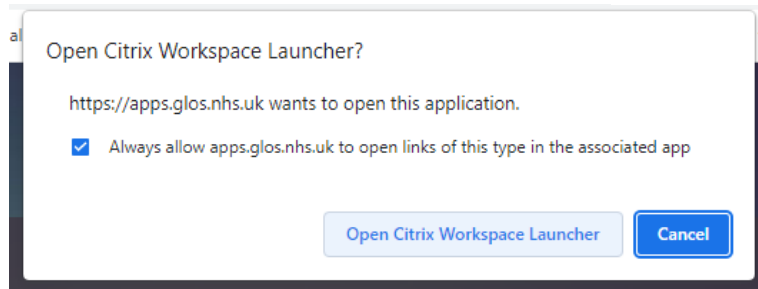 al
Open Citrix Workspace Launcher?
https://apps.glos.nhs.uk wants to open this application.
Always allow apps.glos.nhs.uk to open links of this type in the associated app
Open Citrix Workspace Launcher
Cancel